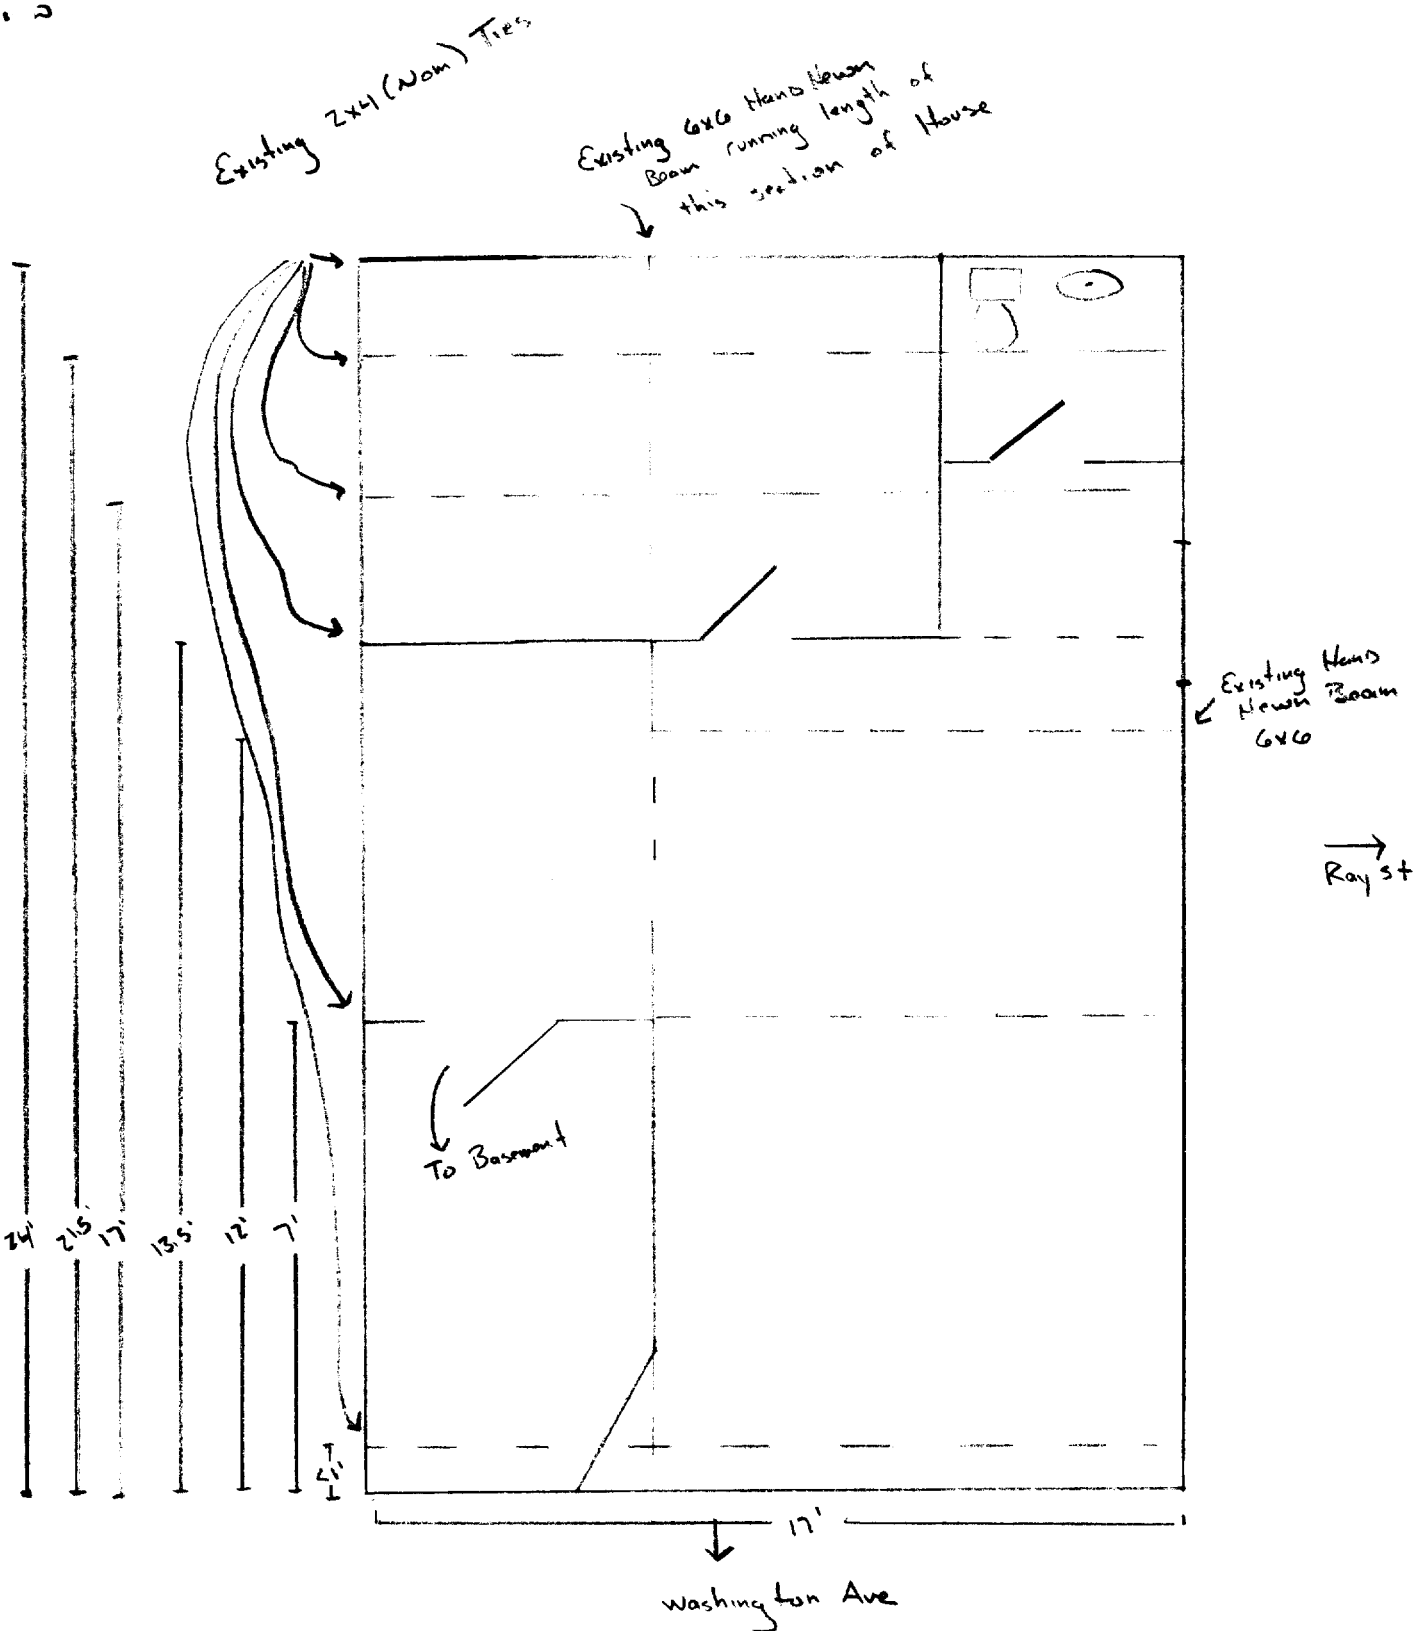 Existing 2x4 (Nom) Ties
Existing 6x6 Hand Hewn
Beam running length of
this section of House
Existing Hand
Hewn Beam
6x6
Ray St
To Basement
24'
21.5'
17'
13.5'
12'
7'
<1'
17'
Washington Ave